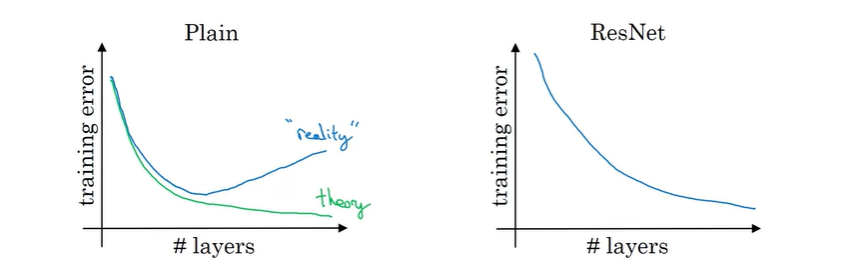 Plain
training error
"reality"
theory
# layers
ResNet
training error
# layers